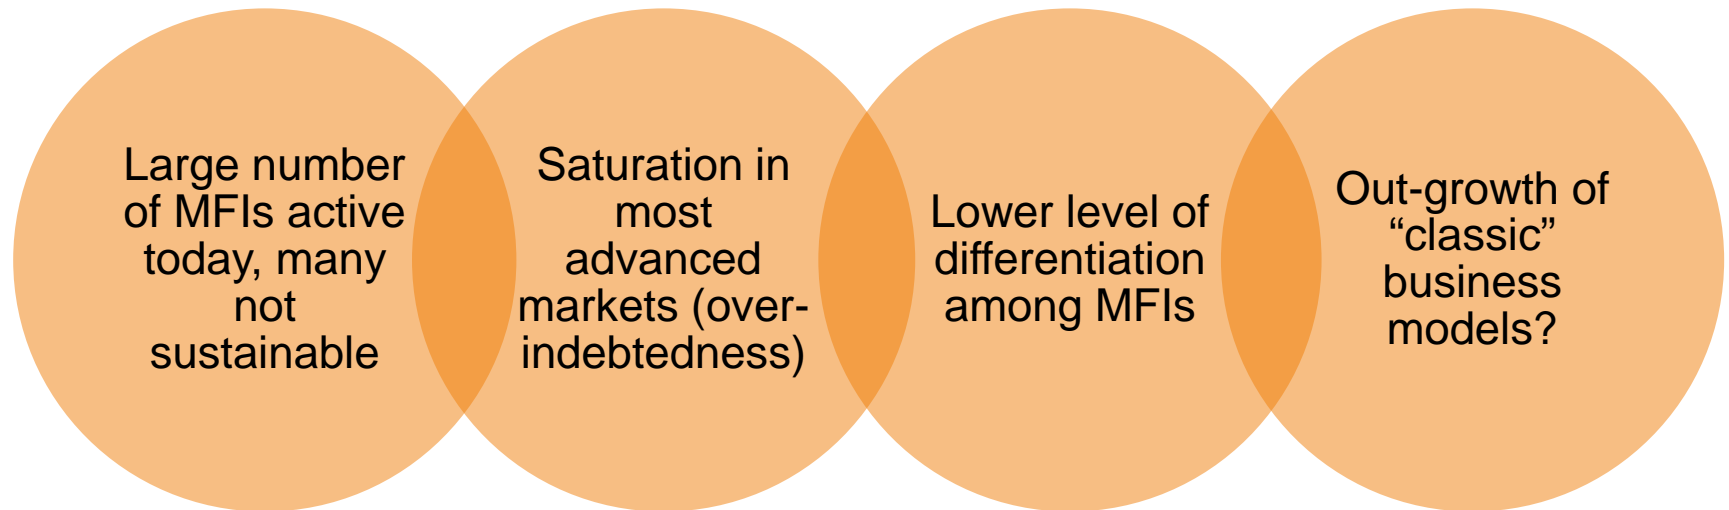 Large number
of MFIs active
today, many
not
sustainable
Saturation in
most
advanced
markets (over-
indebtedness)
Lower level of
differentiation
among MFIs
Out-growth of
“classic”
business
models?